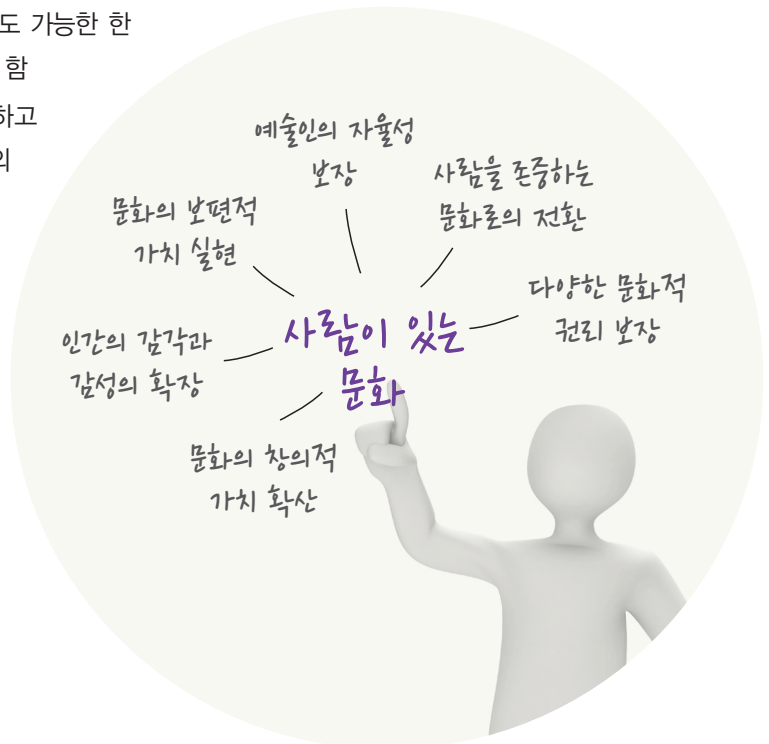 도 가능한 한
함
하고
의
예술인의 자율성
보장
사람을 존중하는
문화로의 전환
문화의 보편적
가치 실현
다양한 문화적
권리 보장
인간의 감각과
감성의 확장
사람이 있는
문화
문화의 창의적
가치 확산